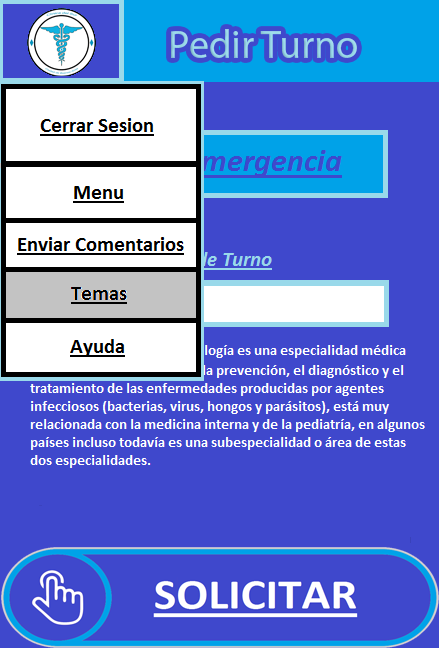 Pedir Turno
Cerrar Sesion
mergencia
Menu
Enviar Comentarios
de Turno
Temas
Ayuda
logía es una especialidad médica
la prevención, el diagnóstico y el
tratamiento de las enfermedades producidas por agentes
infecciosos (bacterias, virus, hongos y parásitos), está muy
relacionada con la medicina interna y de la pediatría, en algunos
países incluso todavía es una subespecialidad o área de estas
dos especialidades.
SOLICITAR